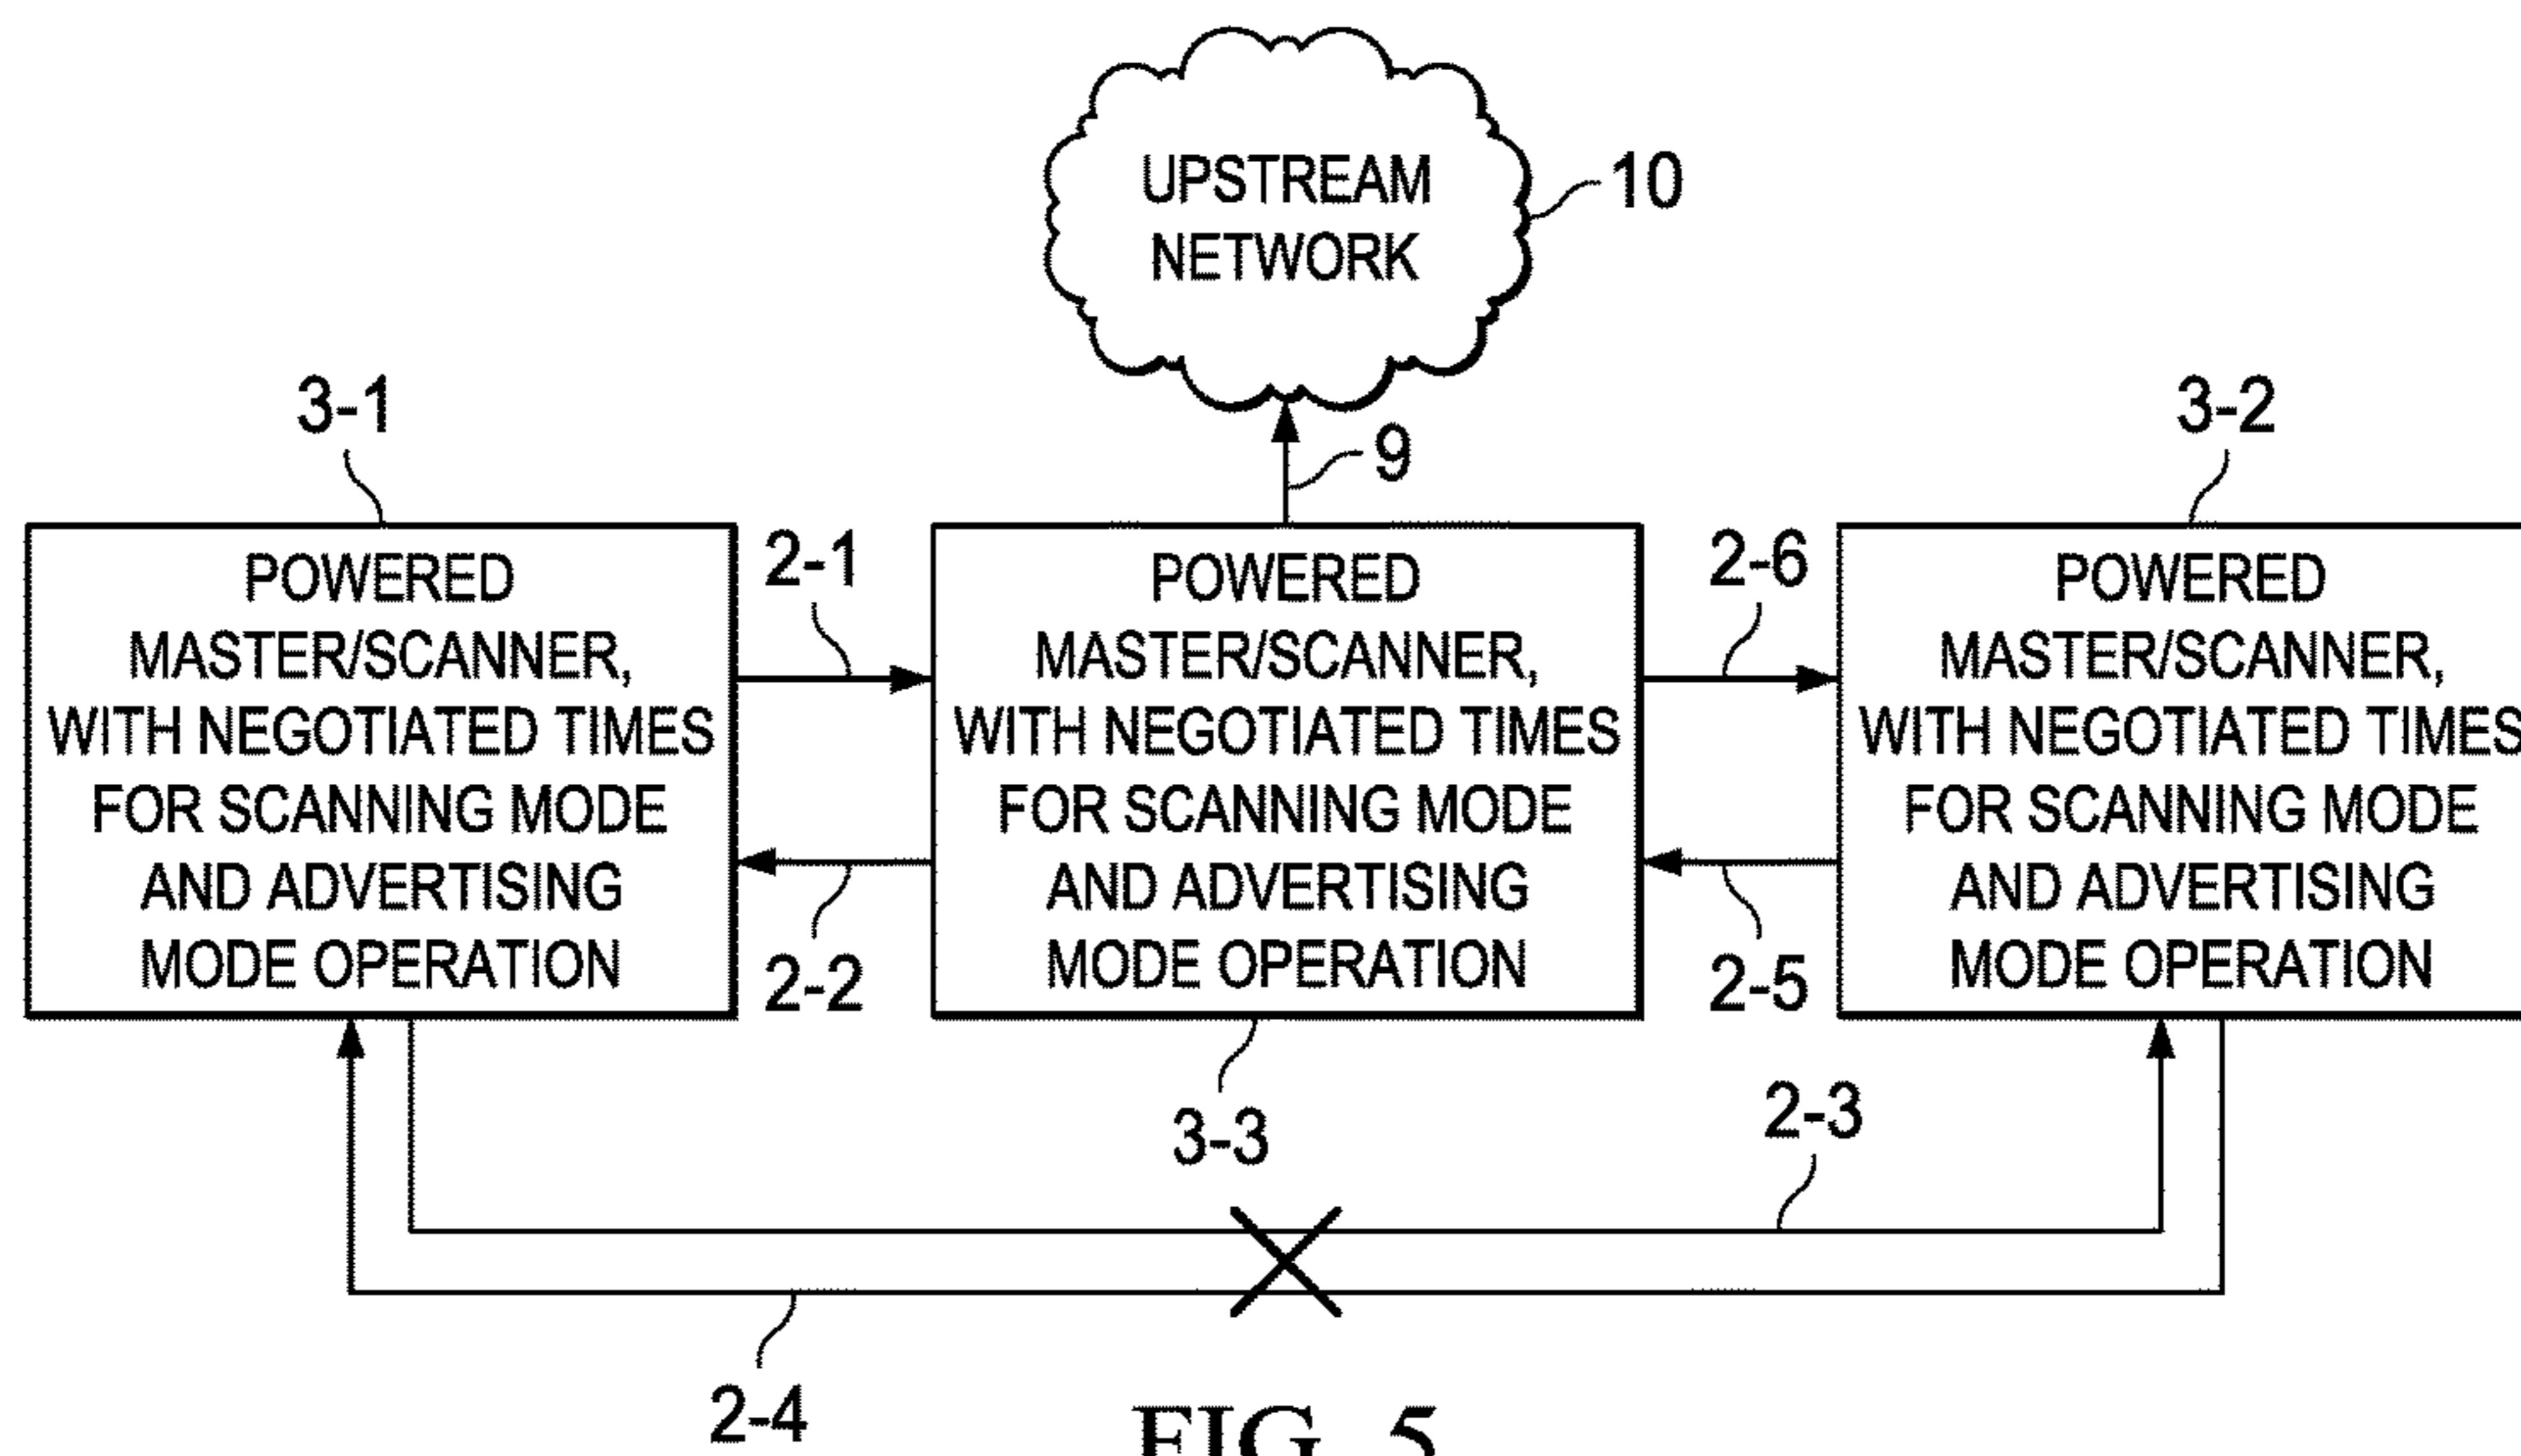 UPSTREAM
NETWORK
10
9
3-1
3-2
POWERED
MASTER/SCANNER,
WITH NEGOTIATED TIMES
FOR SCANNING MODE
AND ADVERTISING
MODE OPERATION
2-1
2-2
POWERED
MASTER/SCANNER,
WITH NEGOTIATED TIMES
FOR SCANNING MODE
AND ADVERTISING
MODE OPERATION
2-6
2-5
POWERED
MASTER/SCANNER,
WITH NEGOTIATED TIMES
FOR SCANNING MODE
AND ADVERTISING
MODE OPERATION
3-3
2-3
2-4
FIG. 5